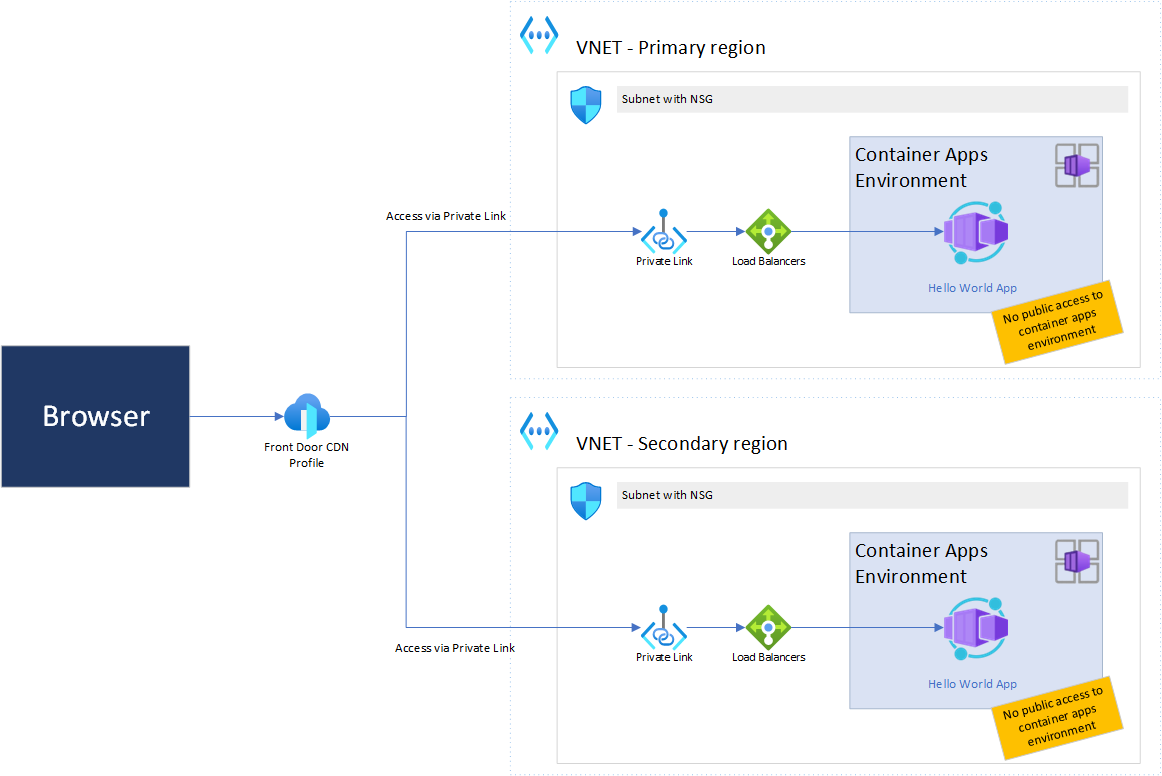 VNET - Primary region
Subnet with NSG
Container Apps
Environment
Access via Private Link
Private Link
Load Balancers
Hello World App
No public access to
container apps
environment
Browser
Front Door CDN
Profile
VNET - Secondary region
Subnet with NSG
Container Apps
Environment
Access via Private Link
Private Link
Load Balancers
Hello World App
No public access to
container apps
environment